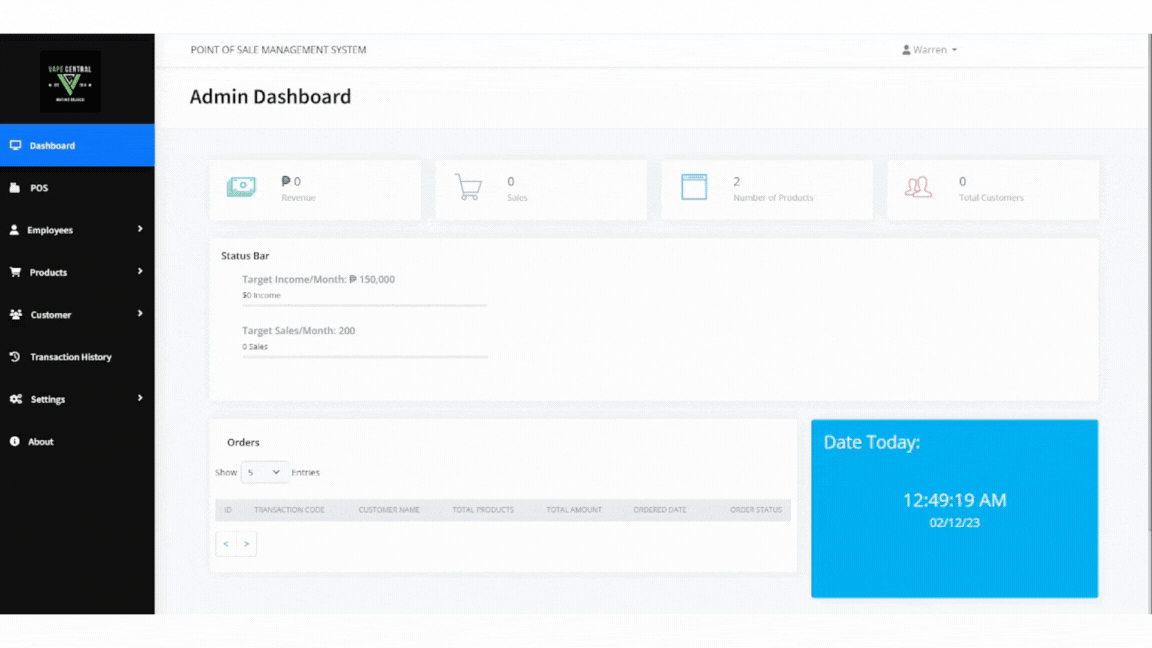 VAPE CENTRAL
POINT OF SALE MANAGEMENT SYSTEM
Warren
Admin Dashboard
Dashboard
POS
Employees
Products
Customer
Transaction History
Settings
About
₱ 0
Revenue
0
Sales
2
Number of Products
0
Total Customers
Status Bar
Target Income/Month: ₱ 150,000
$0 Income
Target Sales/Month: 200
0 Sales
Orders
Show 5 Entries
ID TRANSACTION CODE CUSTOMER NAME TOTAL PRODUCTS TOTAL AMOUNT ORDERED DATE ORDER STATUS
< >
Date Today:
12:49:19 AM
02/12/23